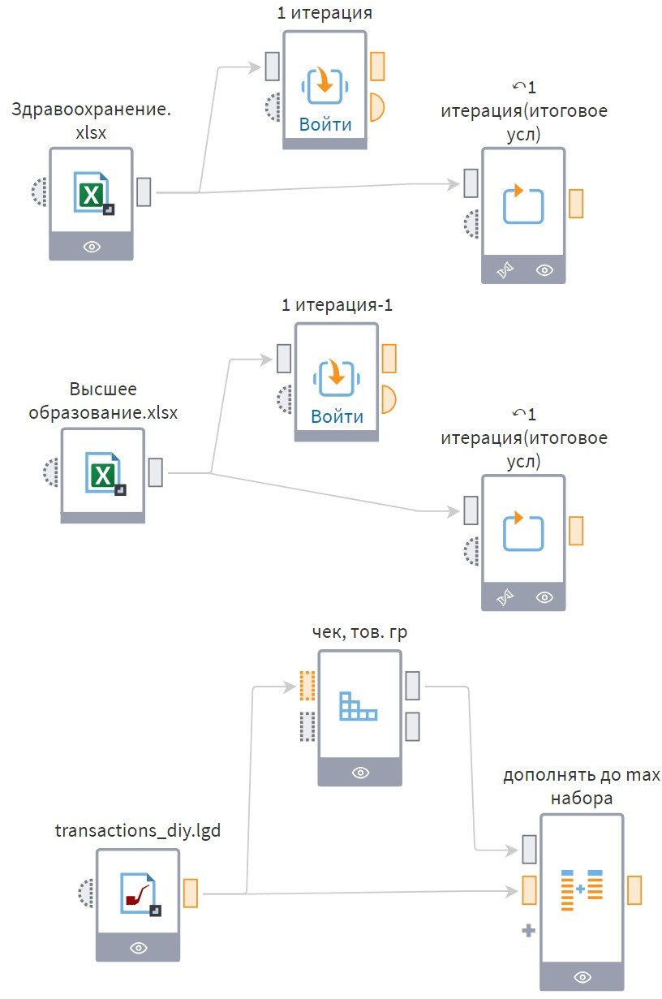 1 итерация
Войти
Здравоохранение.
xlsx
1
итерация(итоговое
усл)
1 итерация-1
Войти
Высшее
образование.xlsx
1
итерация(итоговое
усл)
чек, тов. гр
дополнять до max
набора
transactions_diy.lgd